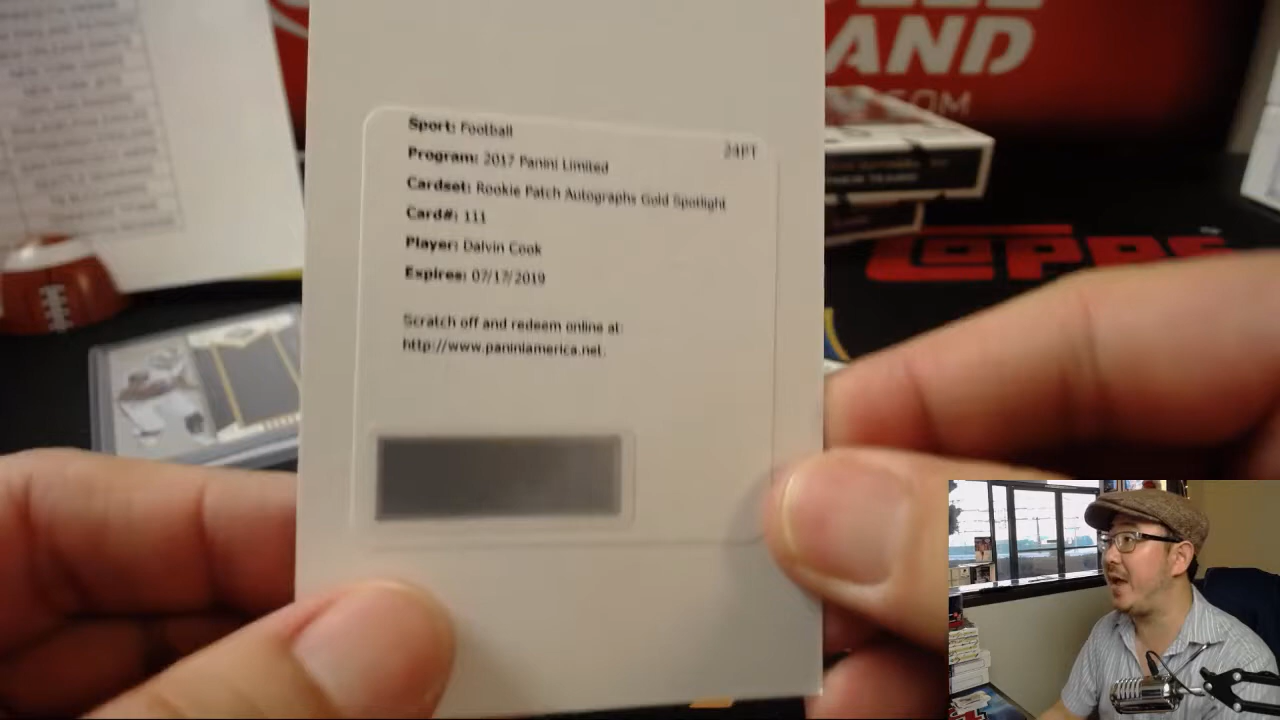 AND
.COM
Sport: Football
24PT
Program: 2017 Panini Limited
Cardset: Rookie Patch Autographs Gold Spotlight
Card#: 111
Player: Dalvin Cook
Expires: 07/17/2019
Scratch off and redeem online at:
http://www.paniniamerica.net.
TOPPS